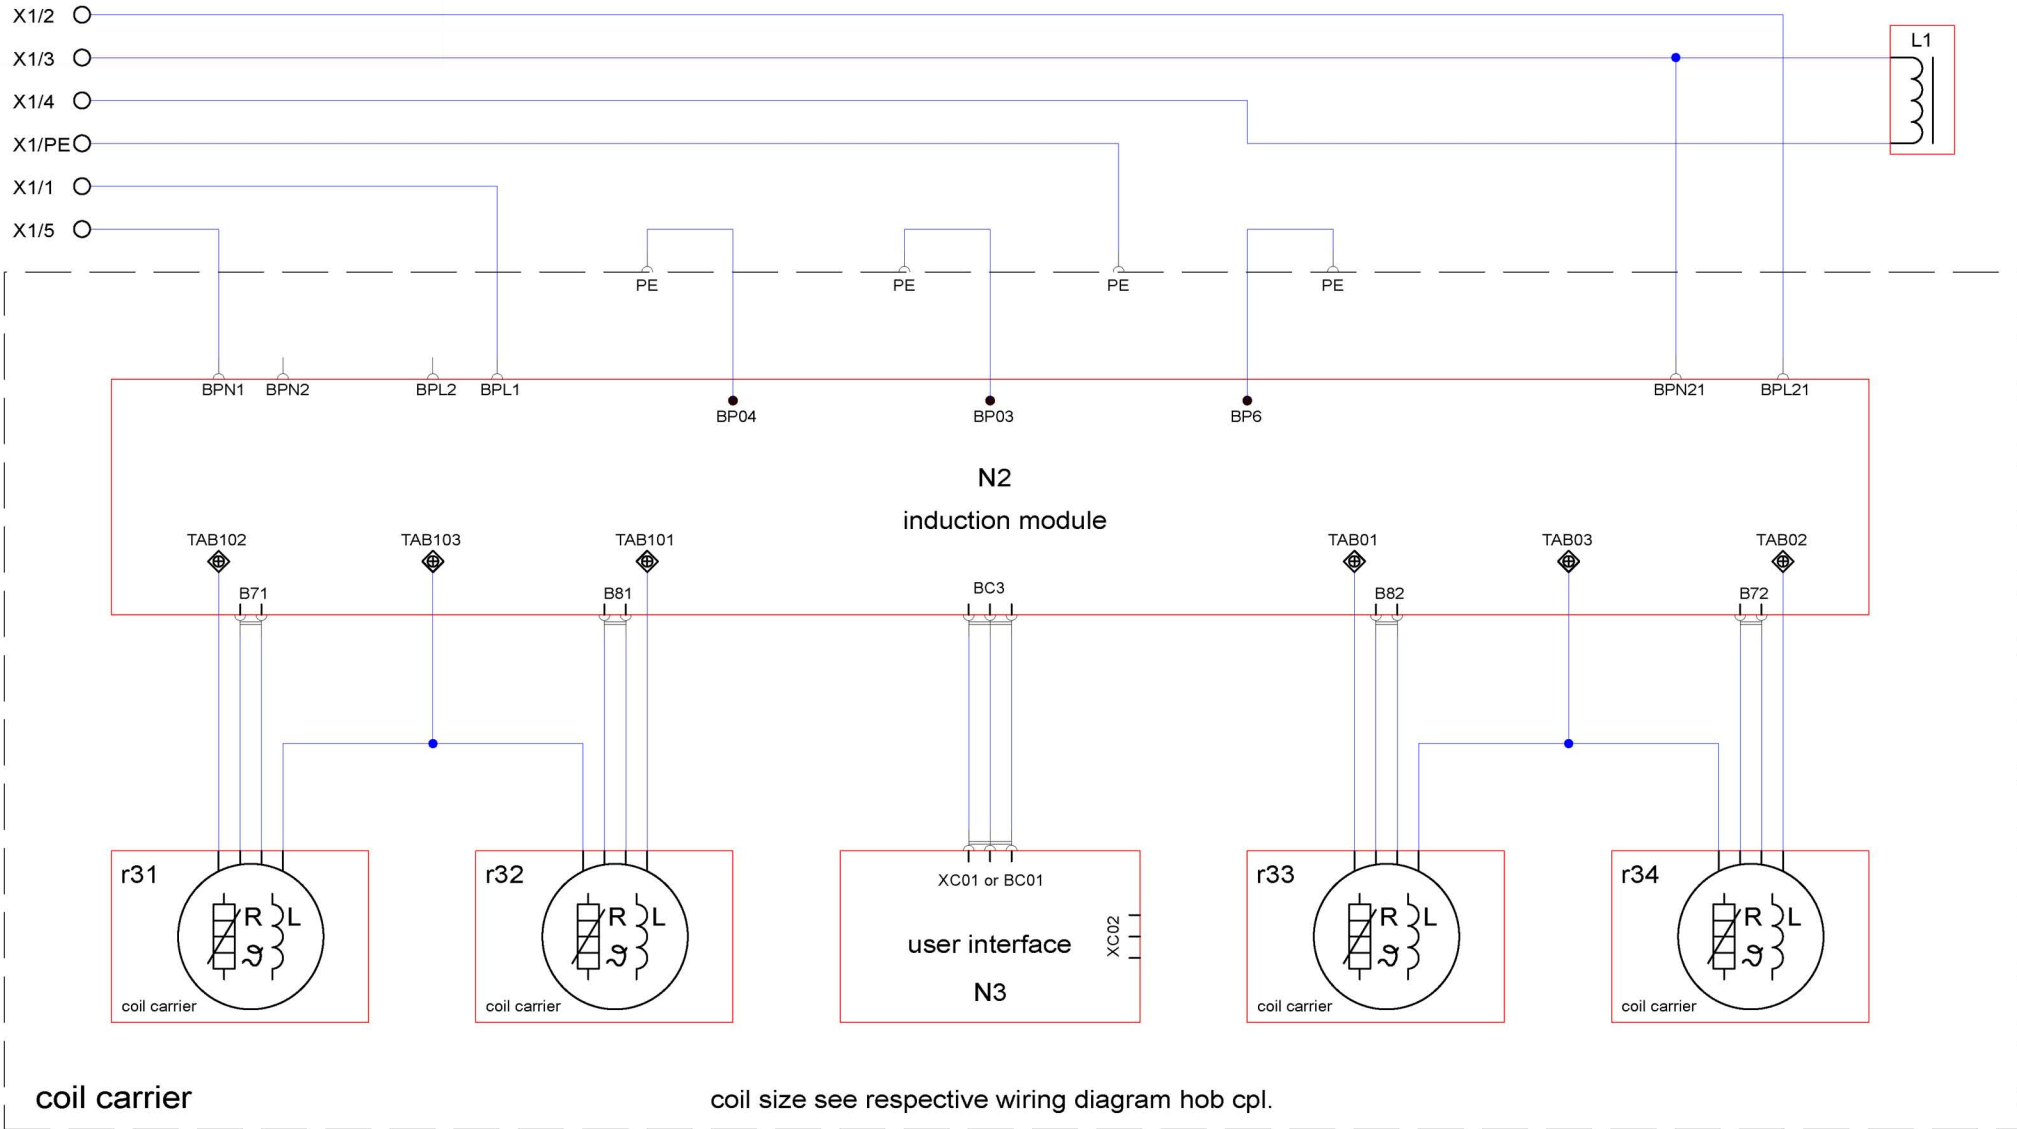 X1/2
L1
X1/3
X1/4
X1/PE
X1/1
X1/5
PE PE PE PE
BPN1 BPN2 BPL2 BPL1 BPN21 BPL21
BP04 BP03 BP6
N2
induction module
TAB102 TAB103 TAB101 TAB01 TAB03 TAB02
B71 B81 BC3 B82 B72
r31 r32 XC01 or BC01 r33 r34
R L R L XC02 R L R L
ϑ ϑ user interface ϑ ϑ
N3
coil carrier coil carrier coil carrier coil carrier
coil carrier coil size see respective wiring diagram hob cpl.